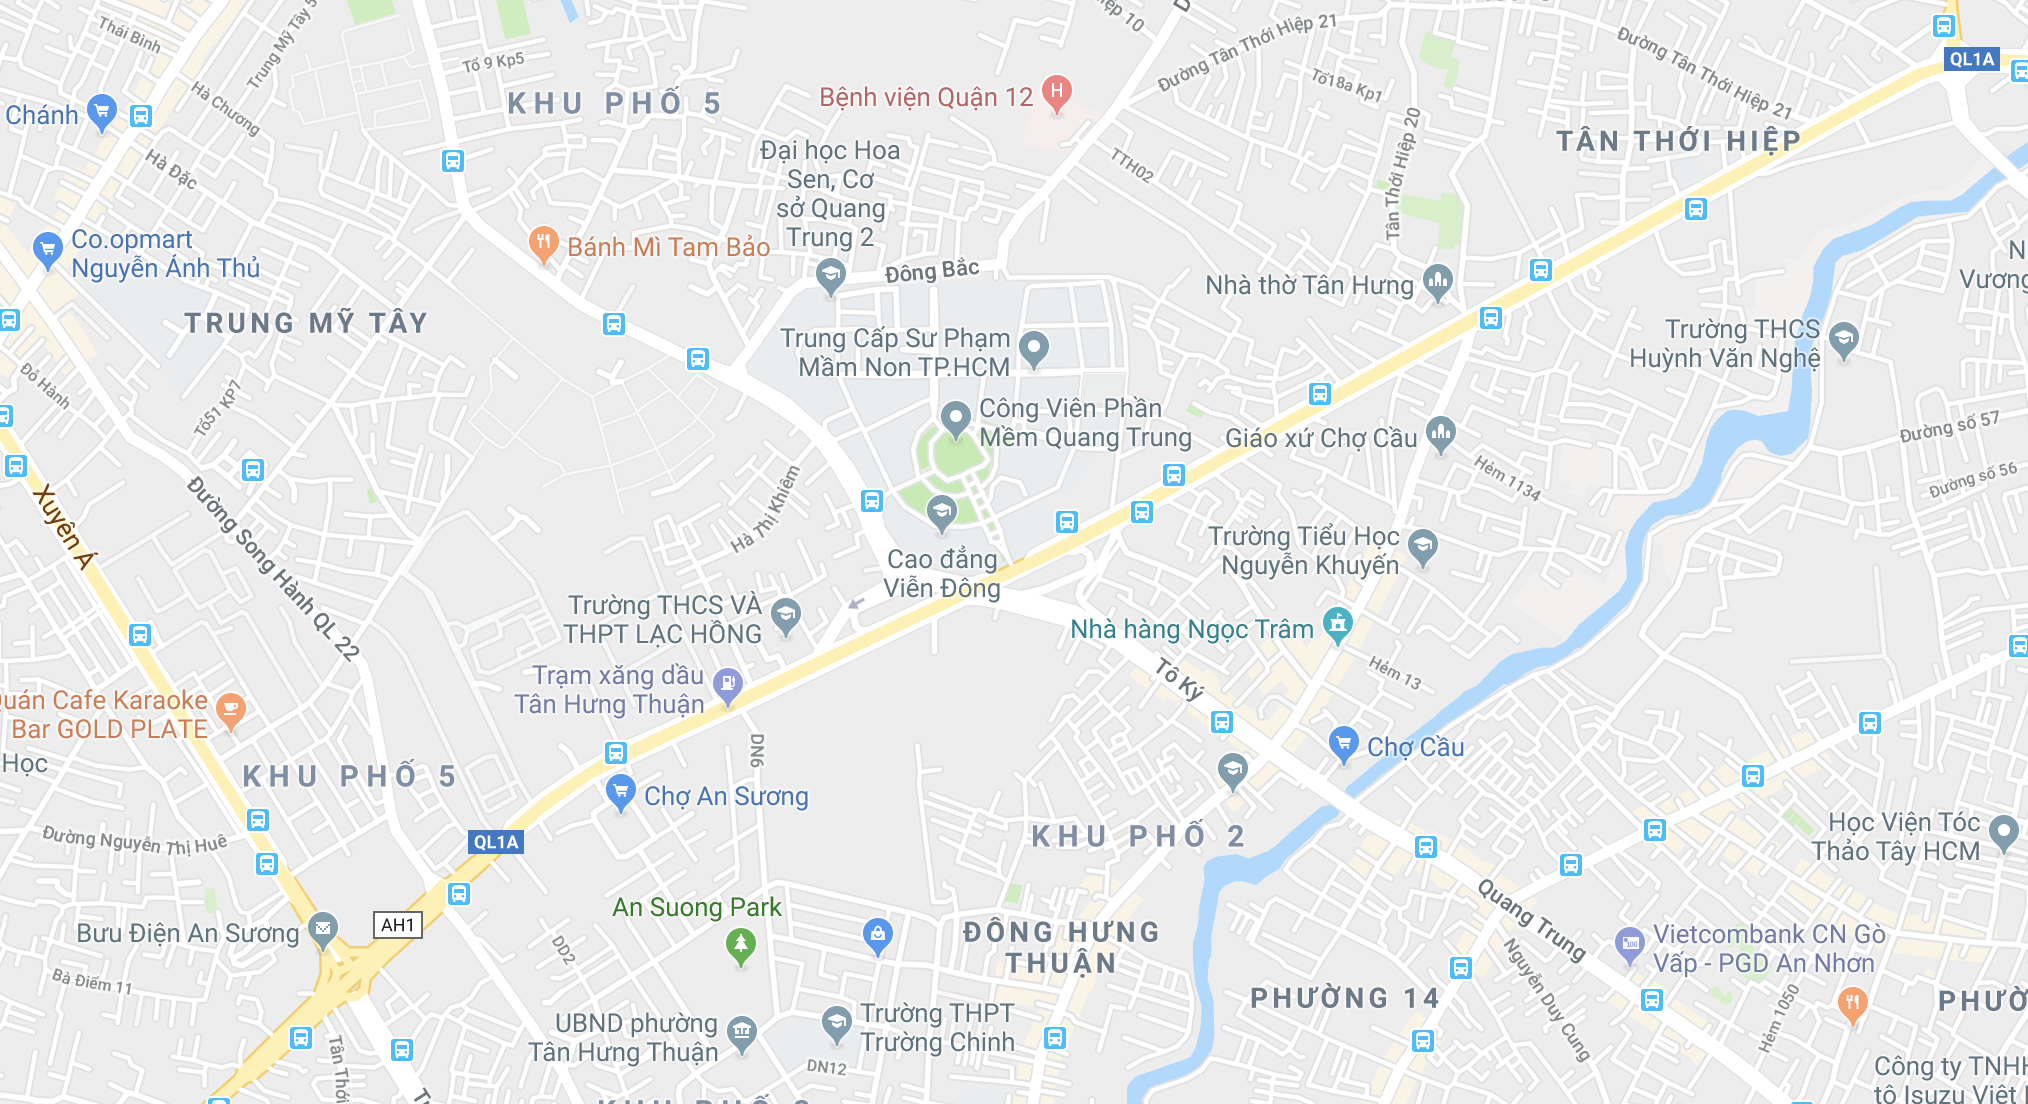 Thái Bình
Trung Mỹ Tây 5
Tổ 9 Kp5
Hiệp 10
Đường Tân Thới Hiệp 21
Đường Tân Thới Hiệp 21
QL1A
Chánh
Hà Chương
KHU PHỐ 5
Bệnh viện Quận 12
Tổ18a Kp1
Tân Thới Hiệp 20
TÂN THỚI HIỆP
Hà Đặc
Đại học Hoa
Sen, Cơ
sở Quang
Trung 2
TTH02
Co.opmart
Nguyễn Ánh Thủ
Bánh Mì Tam Bảo
Đông Bắc
Nhà thờ Tân Hưng
Vương
TRUNG MỸ TÂY
Trung Cấp Sư Phạm
Mầm Non TP.HCM
Trường THCS
Huỳnh Văn Nghệ
Đỗ Hành
Tổ51 KP7
Công Viên Phần
Mềm Quang Trung
Giáo xứ Chợ Cầu
Đường số 57
Hẻm 1134
Đường số 56
Xuyên Á
Đường Song Hành QL 22
Hà Thị Khiêm
Cao đẳng
Viễn Đông
Trường Tiểu Học
Nguyễn Khuyến
Trường THCS VÀ
THPT LẠC HỒNG
Nhà hàng Ngọc Trâm
Hẻm 13
Trạm xăng dầu
Tân Hưng Thuận
Tô Ký
Quán Cafe Karaoke
Bar GOLD PLATE
Học
DN6
Chợ Cầu
KHU PHỐ 5
Chợ An Sương
Đường Nguyễn Thị Huê
QL1A
KHU PHỐ 2
Học Viện Tóc
Thảo Tây HCM
An Suong Park
AH1
Quang Trung
Bưu Điện An Sương
DD2
ĐÔNG HƯNG
THUẬN
Nguyễn Duy Cung
Vietcombank CN Gò
Vấp - PGD An Nhơn
Bà Điểm 11
PHƯỜNG 14
Hẻm 1050
UBND phường
Tân Hưng Thuận
Trường THPT
Trường Chinh
DN12
Tân Thới
Công ty TNHH
tô Isuzu Việt